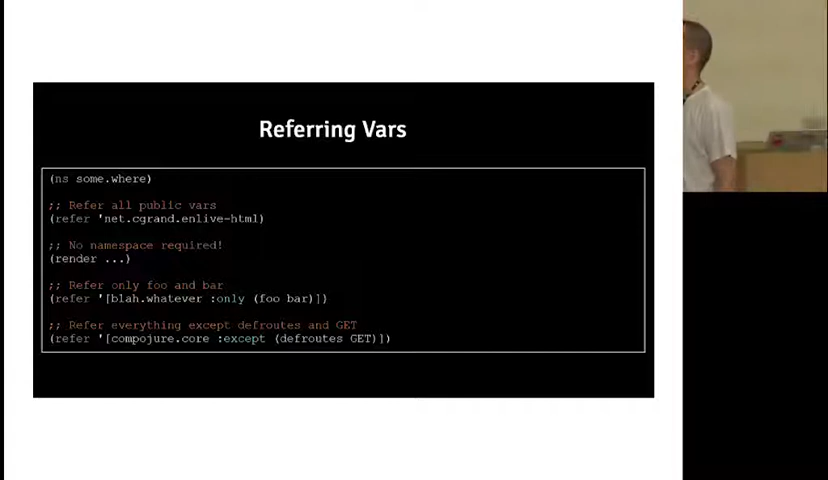 Referring Vars
(ns some.where)
;; Refer all public vars
(refer 'net.cgrand.enlive-html)
;; No namespace required!
(render ...)
;; Refer only foo and bar
(refer '[blah.whatever :only (foo bar)])
;; Refer everything except defroutes and GET
(refer '[compojure.core :except (defroutes GET)])